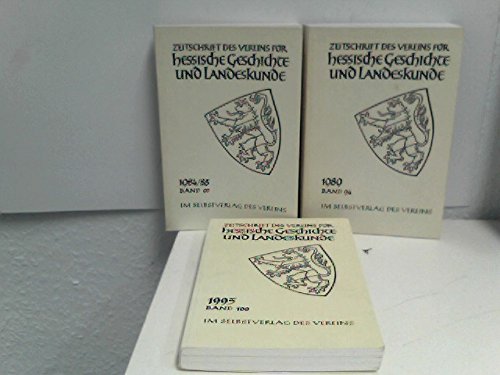 ZEITSCHRIFT DES VEREINS FÜR
HESSISCHE GESCHICHTE
UND LANDESKUNDE
1984/85
BAND
IM SELBSTVERLAG DES VEREINS
ZEITSCHRIFT DES VEREINS FÜR
HESSISCHE GESCHICHTE
UND LANDESKUNDE
1989
BAND 94
IM SELBSTVERLAG DES VEREINS
ZEITSCHRIFT DES VEREINS FÜR
HESSISCHE GESCHICHTE
UND LANDESKUNDE
1995
BAND 100
IM SELBSTVERLAG DES VEREINS